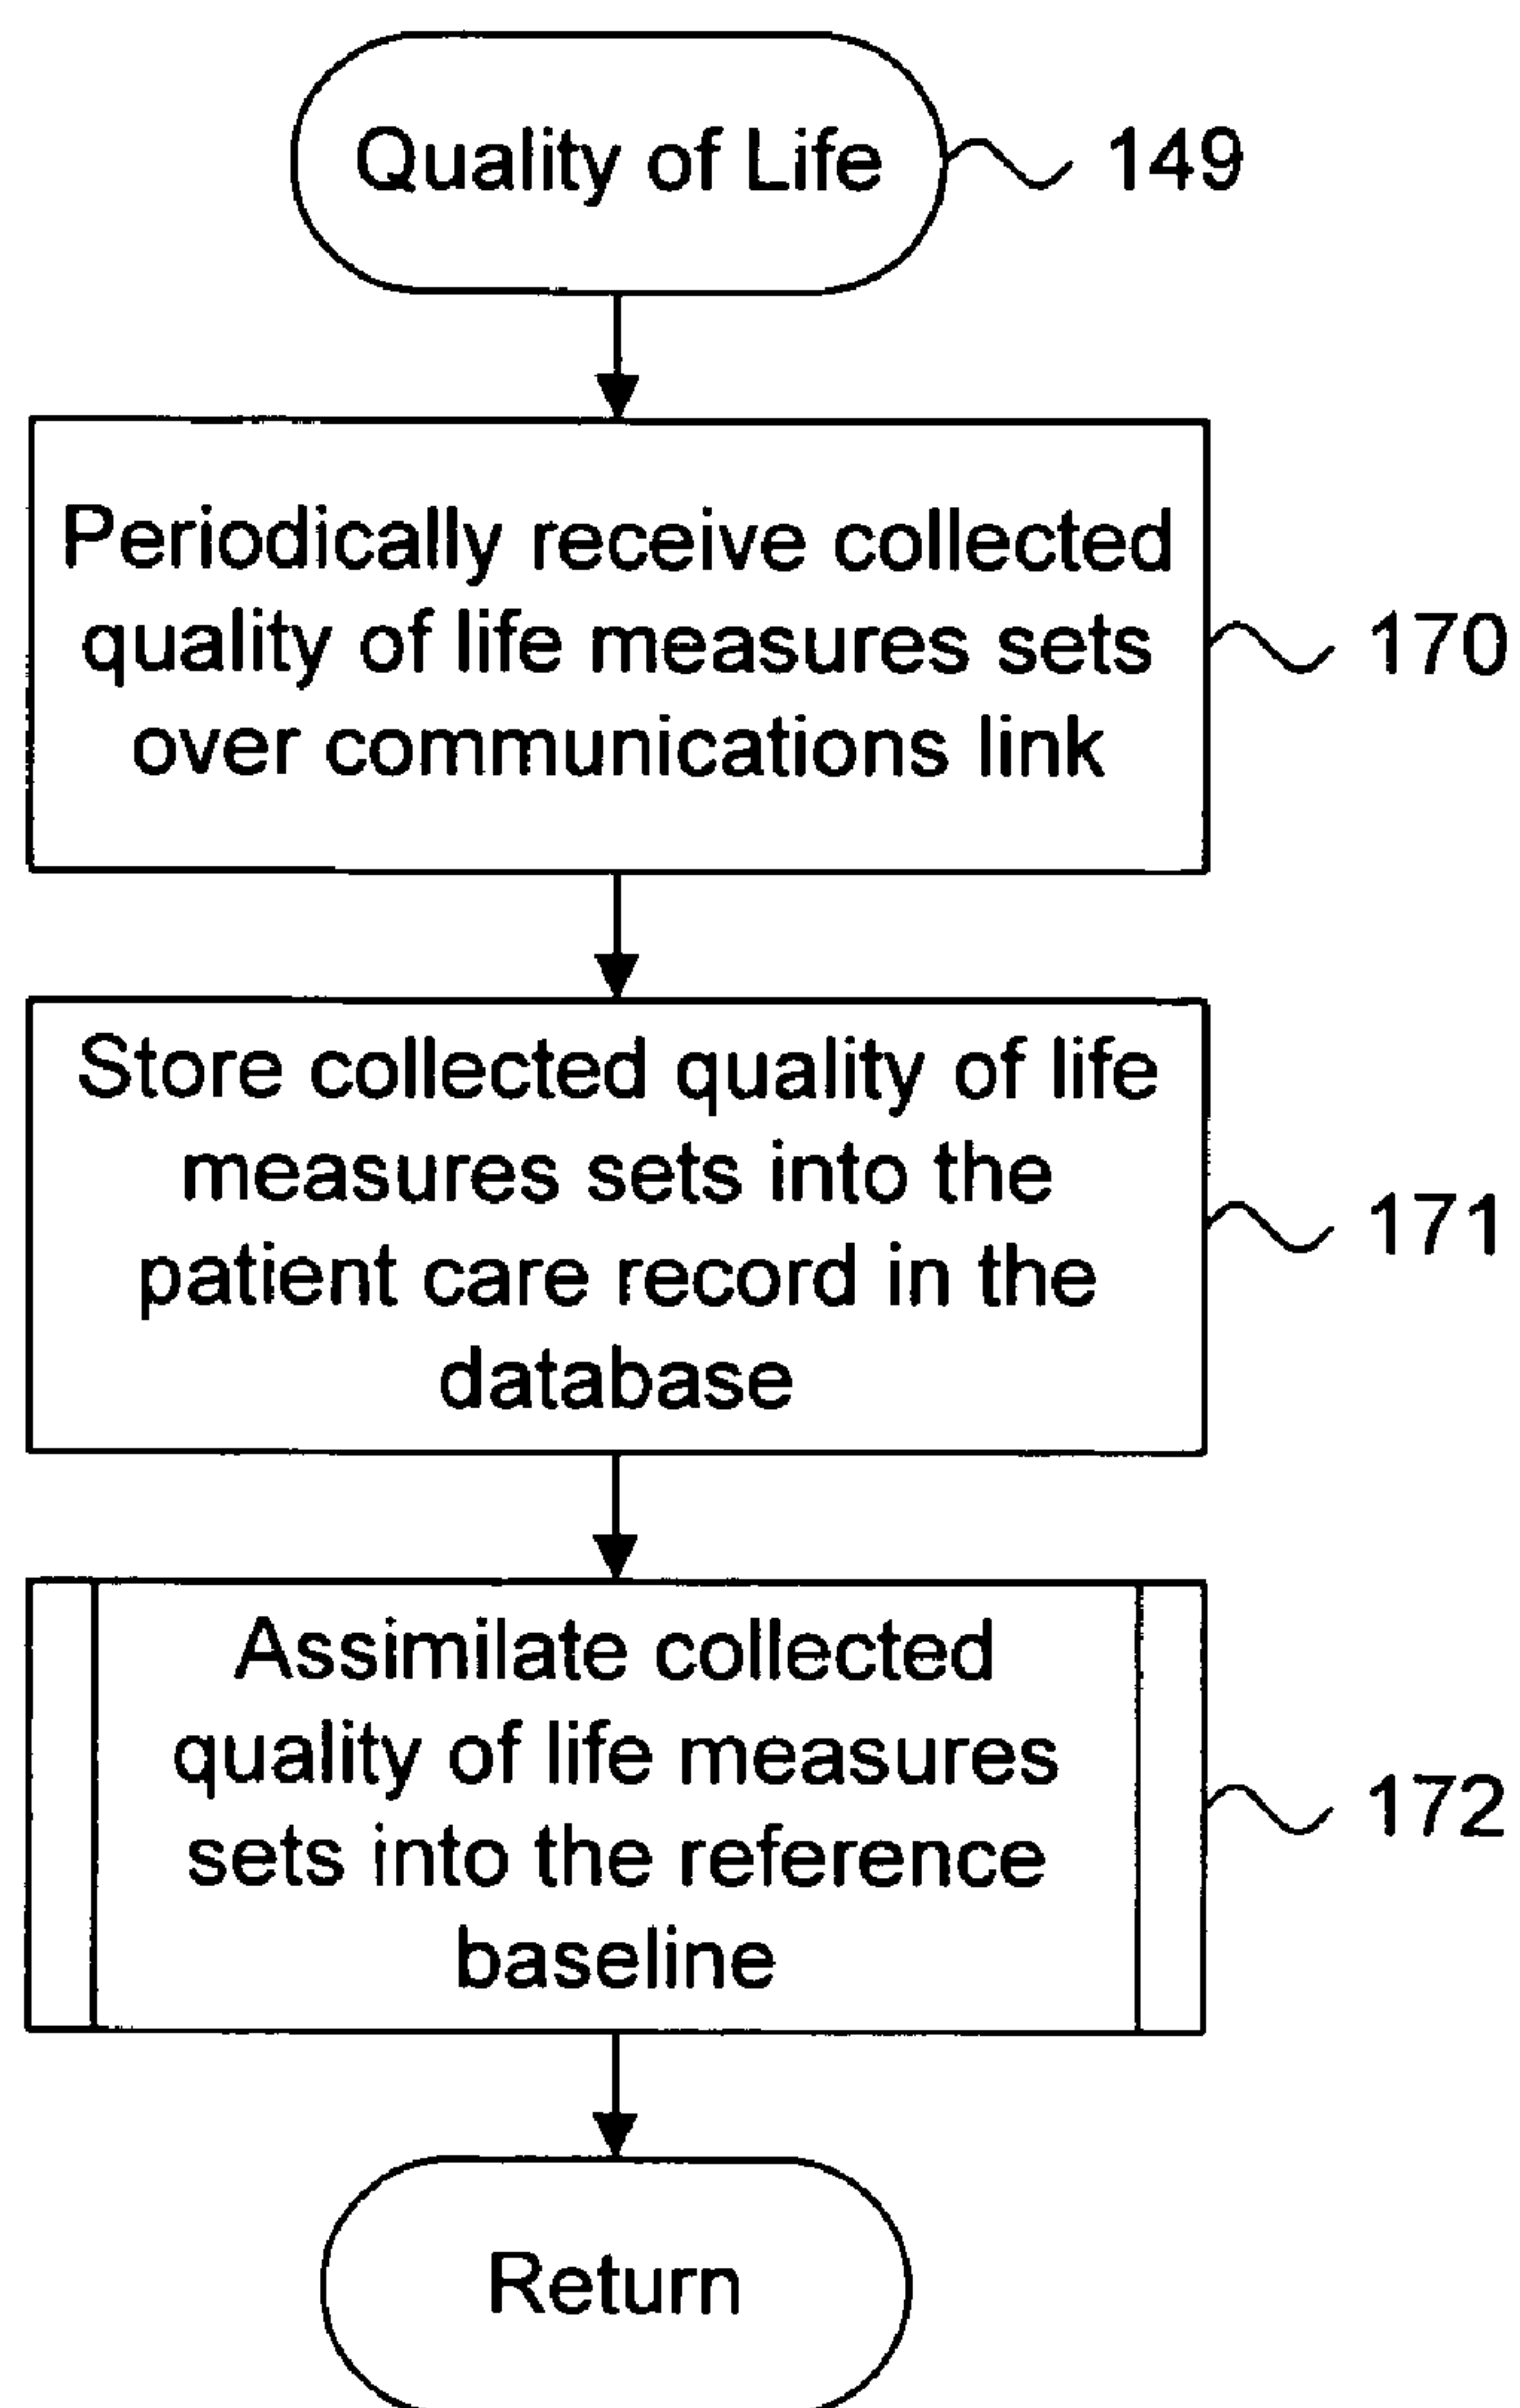 Quality of Life
149
Periodically receive collected
quality of life measures sets
over communications link
170
Store collected quality of life
measures sets into the
patient care record in the
database
171
Assimilate collected
quality of life measures
sets into the reference
baseline
172
Return